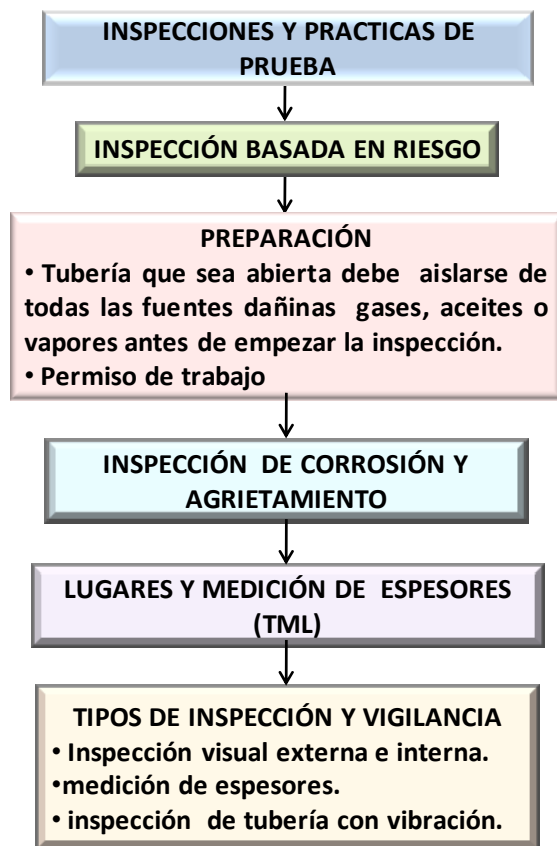 INSPECCIONES Y PRACTICAS DE
PRUEBA
INSPECCIÓN BASADA EN RIESGO
PREPARACIÓN
• Tubería que sea abierta debe aislarse de
todas las fuentes dañinas gases, aceites o
vapores antes de empezar la inspección.
• Permiso de trabajo
INSPECCIÓN DE CORROSIÓN Y
AGRIETAMIENTO
LUGARES Y MEDICIÓN DE ESPESORES
(TML)
TIPOS DE INSPECCIÓN Y VIGILANCIA
• Inspección visual externa e interna.
•medición de espesores.
• inspección de tubería con vibración.